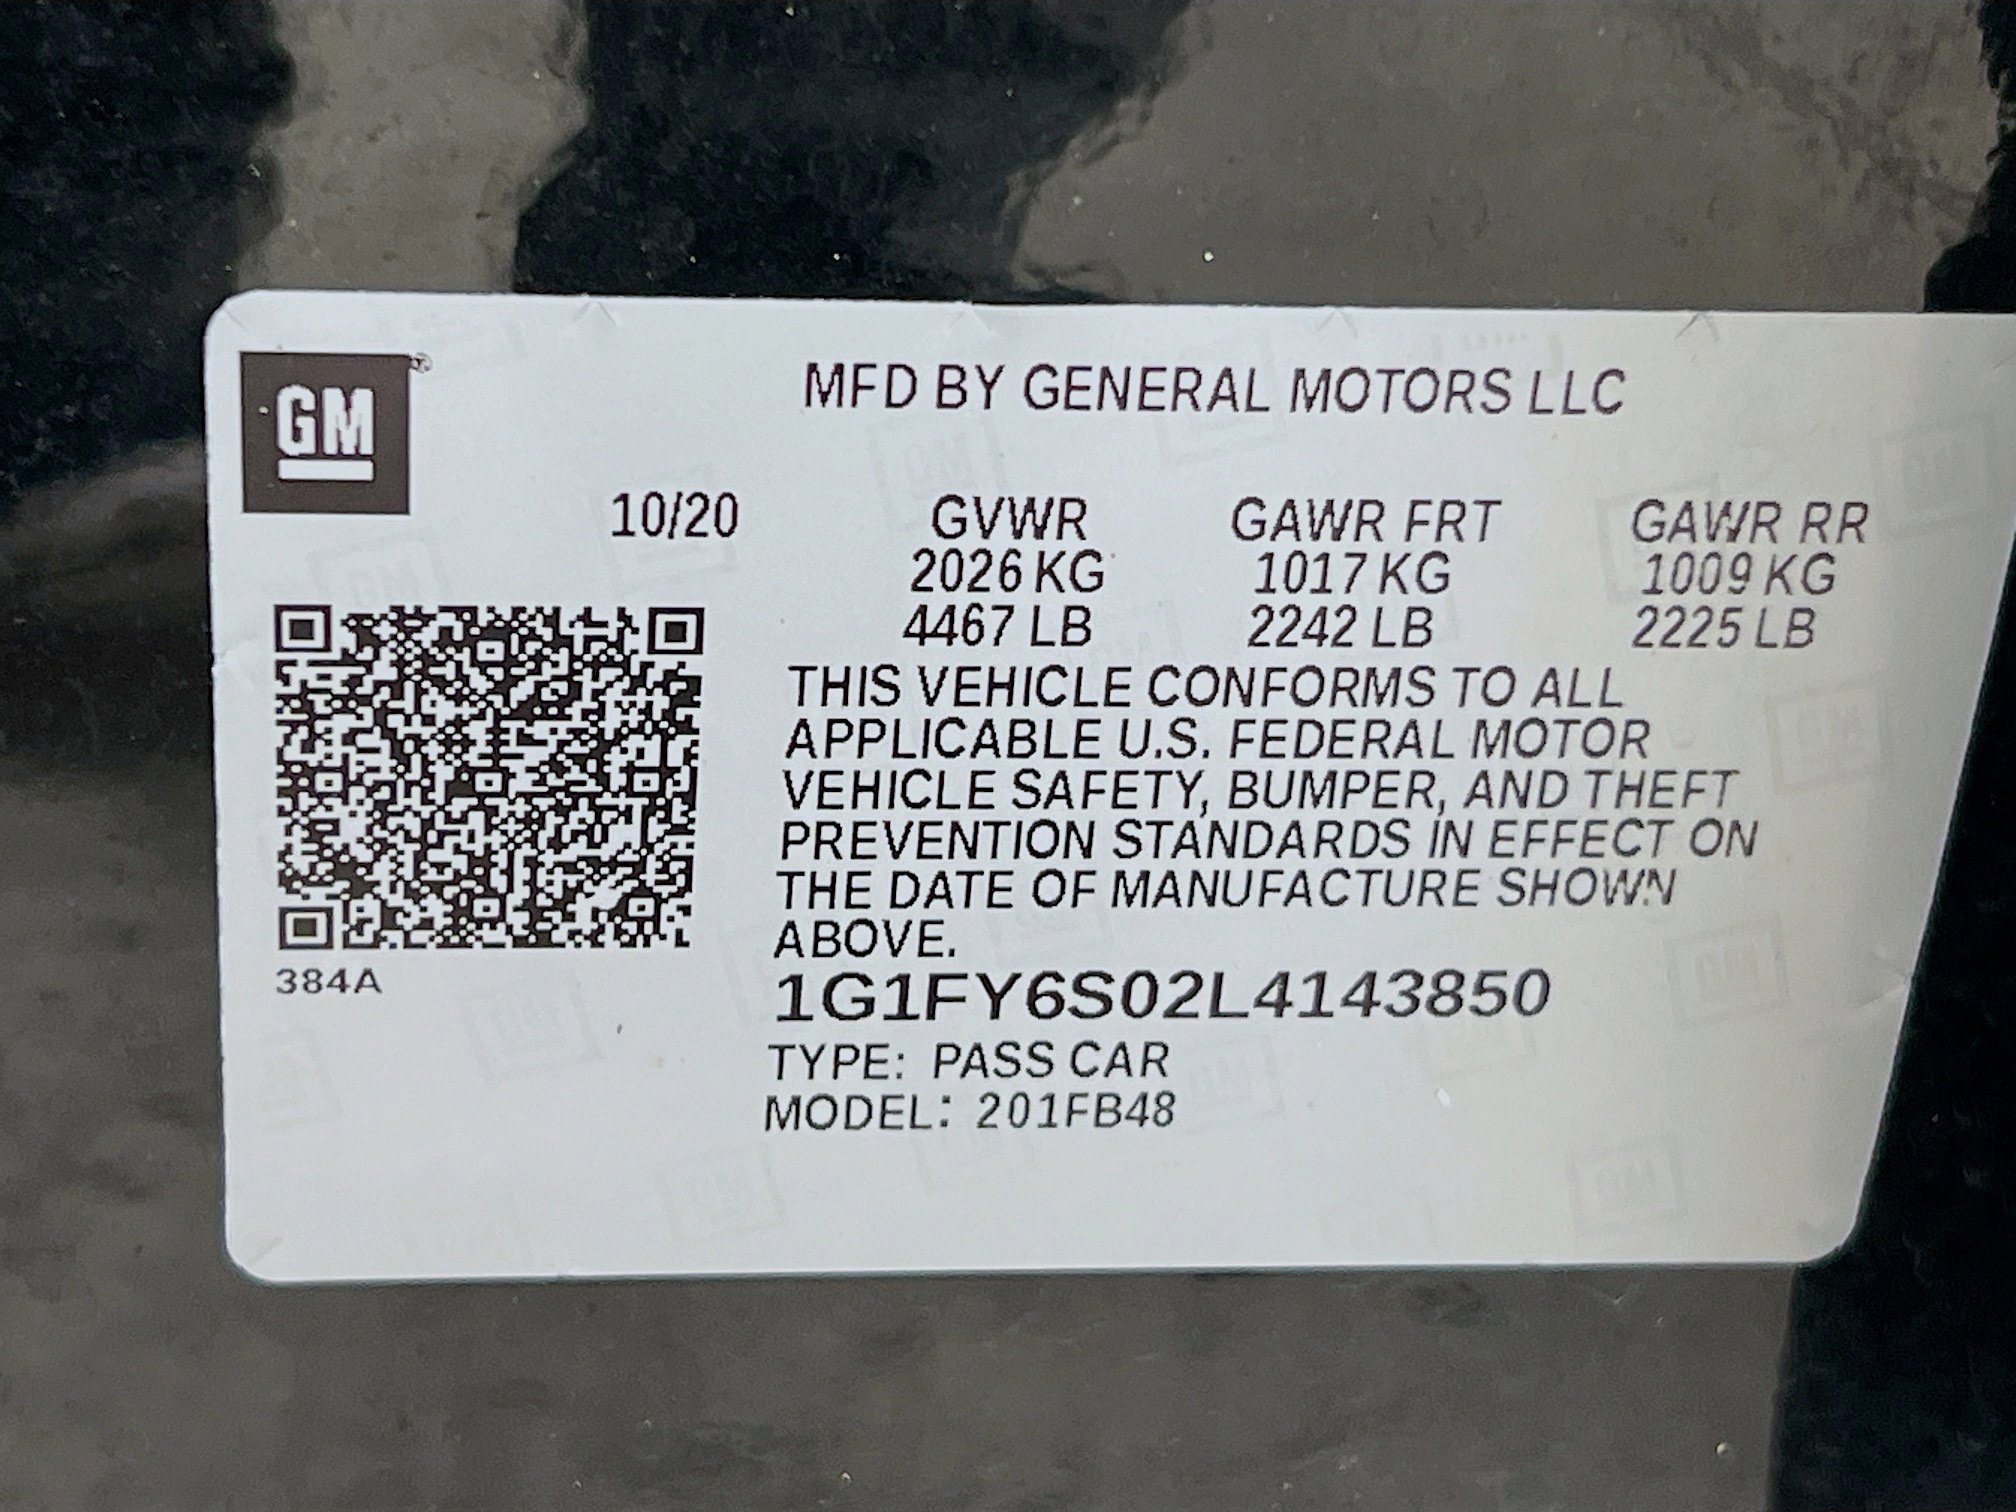 GM
MFD BY GENERAL MOTORS LLC
10/20 GVWR GAWR FRT GAWR RR
2026 KG 1017 KG 1009 KG
4467 LB 2242 LB 2225 LB
THIS VEHICLE CONFORMS TO ALL
APPLICABLE U.S. FEDERAL MOTOR
VEHICLE SAFETY, BUMPER, AND THEFT
PREVENTION STANDARDS IN EFFECT ON
THE DATE OF MANUFACTURE SHOWN
ABOVE.
384A
1G1FY6S02L4143850
TYPE: PASS CAR
MODEL: 201FB48